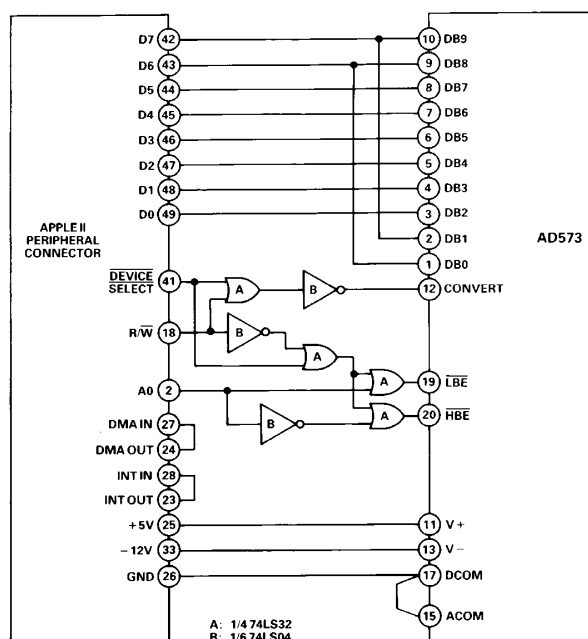 D7 42 10 DB9
D6 43 9 DB8
D5 44 8 DB7
D4 45 7 DB6
D3 46 6 DB5
D2 47 5 DB4
D1 48 4 DB3
D0 49 3 DB2
2 DB1
1 DB0
APPLE II
PERIPHERAL
CONNECTOR
AD573
DEVICE
SELECT 41 A B 12 CONVERT
R/W 18 B A
A0 2 A 19 LBE
B A 20 HBE
DMA IN 27
DMA OUT 24
INT IN 28
INT OUT 23
+5V 25 11 V+
−12V 33 13 V−
GND 26 17 DCOM
15 ACOM
A: 1/4 74LS32
B: 1/6 74LS04